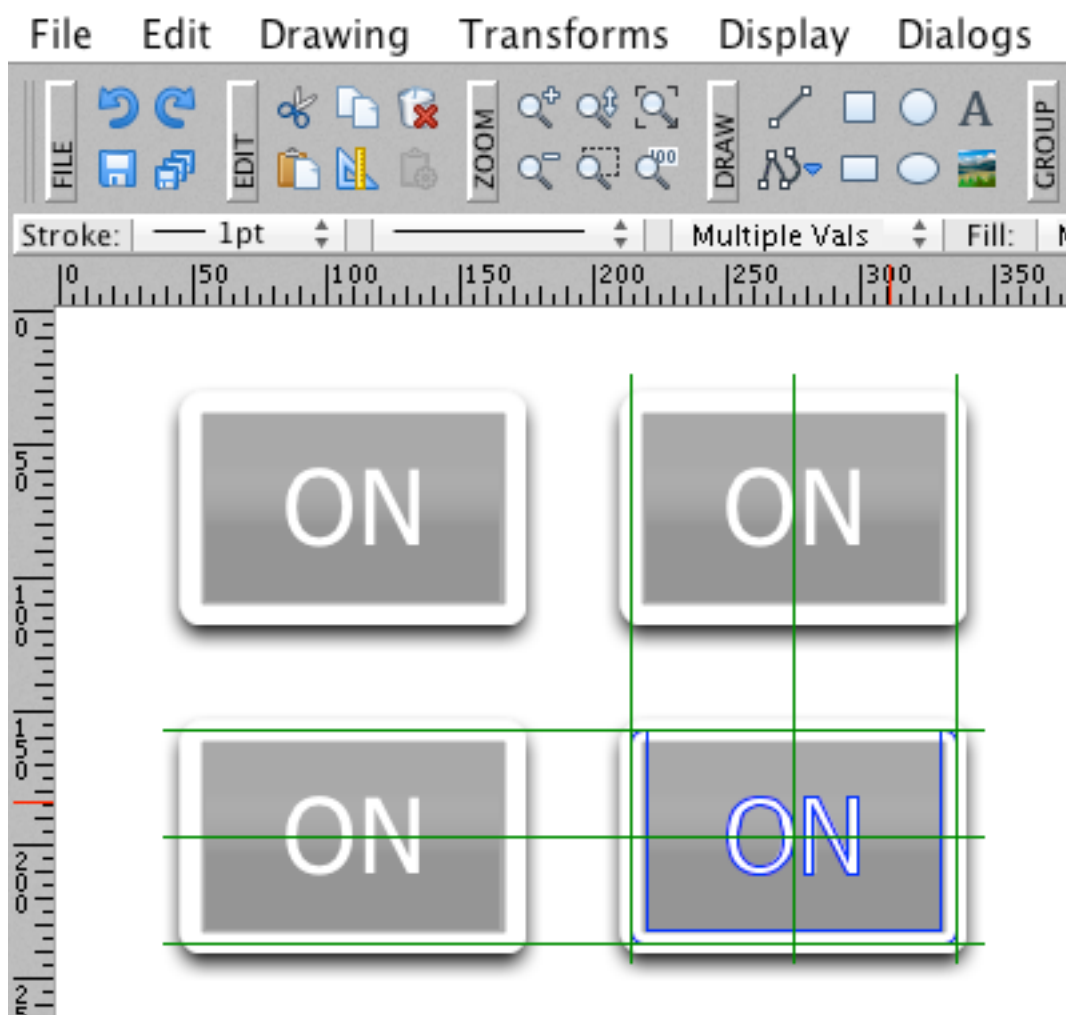 File Edit Drawing Transforms Display Dialogs
FILE EDIT ZOOM 100 DRAW A GROUP
Stroke: 1pt Multiple Vals Fill:
0 50 100 150 200 250 300 350
0
50
ON ON
100
150
ON ON
200